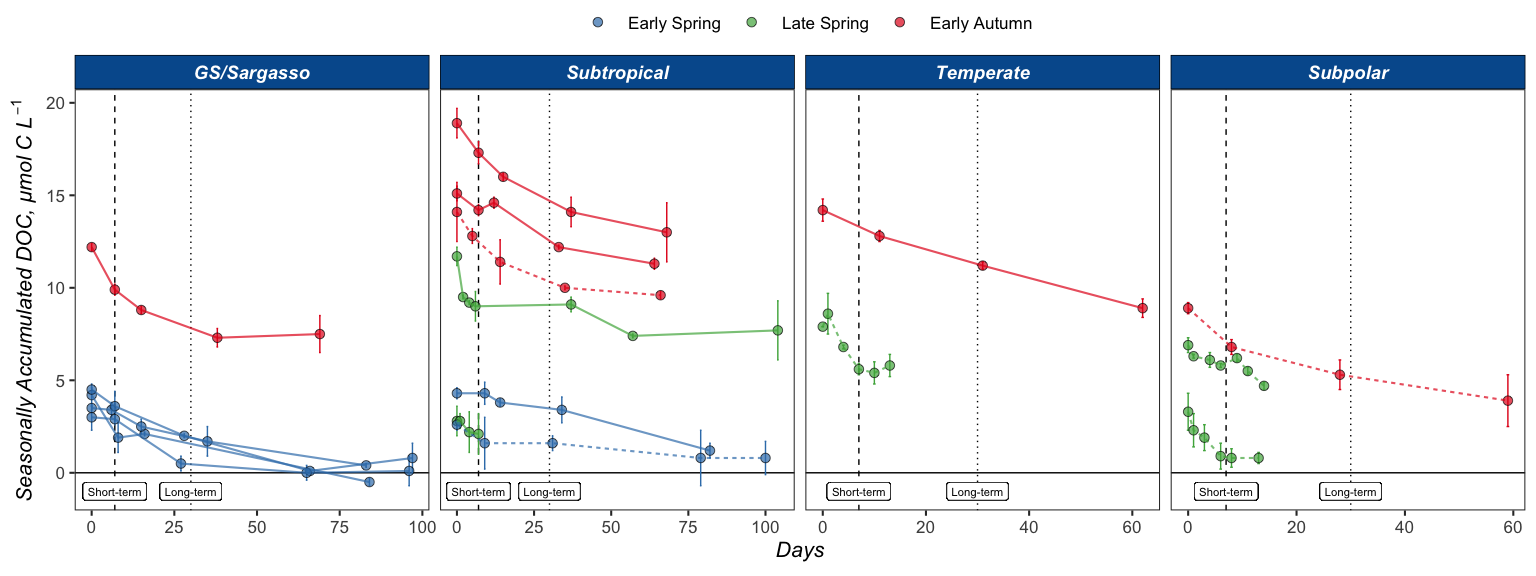 Early Spring Late Spring Early Autumn
GS/Sargasso Subtropical Temperate Subpolar
Seasonally Accumulated DOC, µmol C L⁻¹
20
15
10
5
0
Short-term Long-term Short-term Long-term Short-term Long-term Short-term Long-term
0 25 50 75 100 0 25 50 75 100 0 20 40 60 0 20 40 60
Days